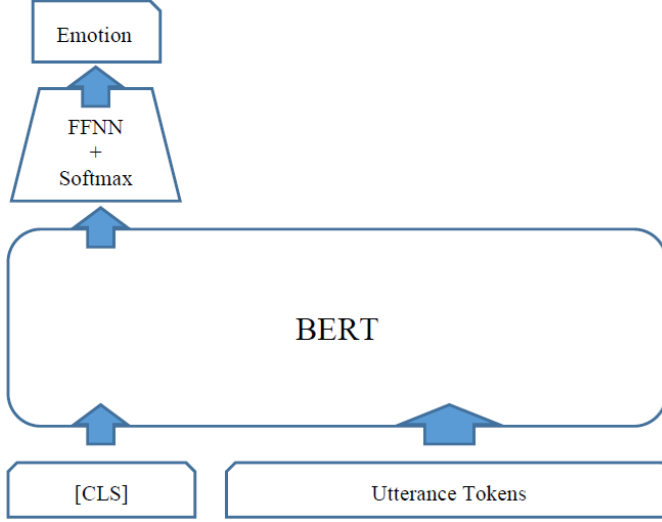 Emotion
FFNN
+
Softmax
BERT
[CLS]
Utterance Tokens